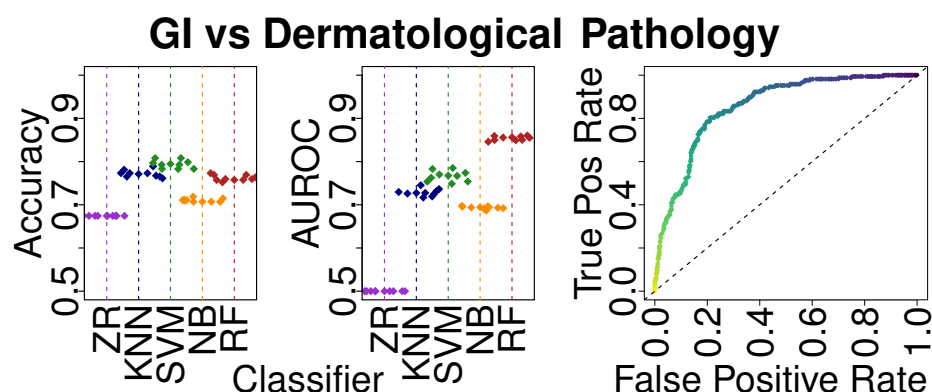 GI vs Dermatological Pathology
Accuracy
0.5 0.7 0.9
ZR
KNN
SVM
NB
RF
AUROC
0.5 0.7 0.9
ZR
KNN
SVM
NB
RF
Classifier
True Pos Rate
0.0 0.4 0.8
0.0 0.2 0.4 0.6 0.8 1.0
False Positive Rate